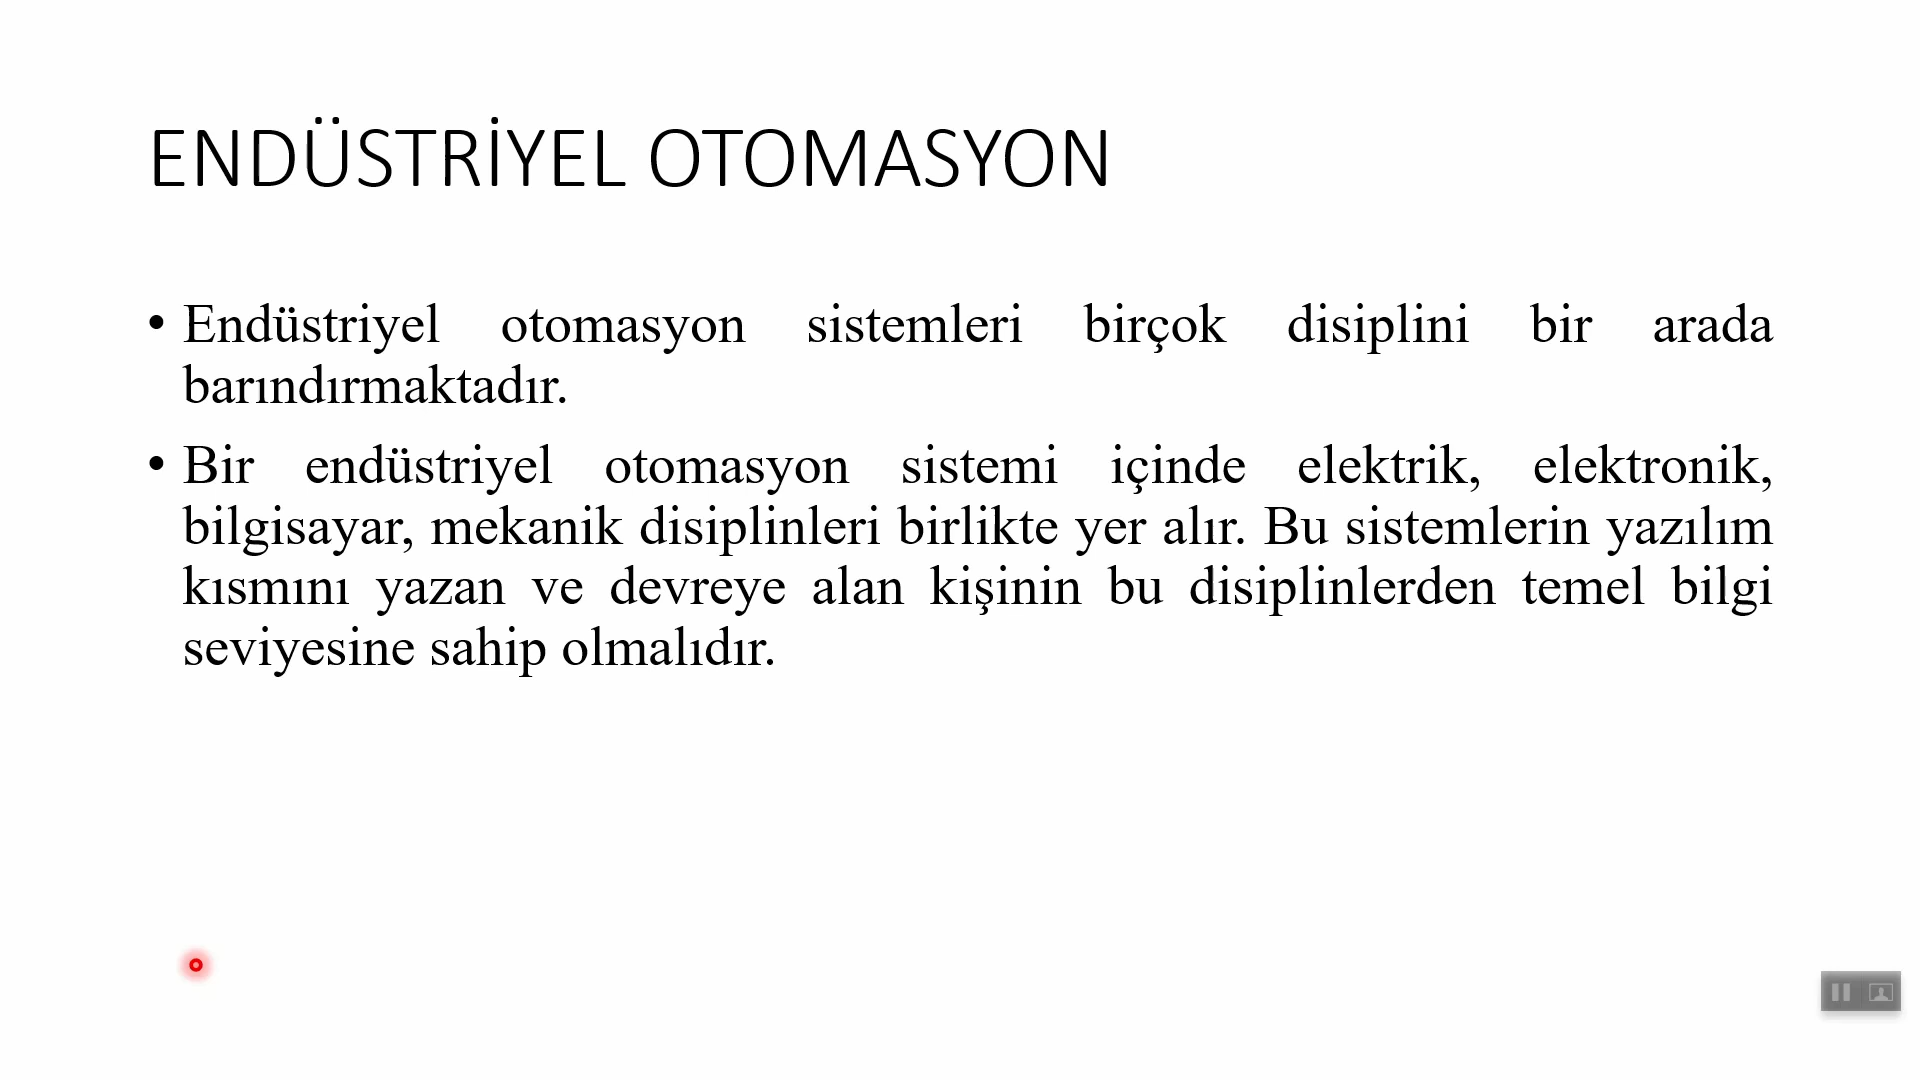 ENDÜSTRİYEL OTOMASYON
• Endüstriyel otomasyon sistemleri birçok disiplini bir arada
barındırmaktadır.
• Bir endüstriyel otomasyon sistemi içinde elektrik, elektronik,
bilgisayar, mekanik disiplinleri birlikte yer alır. Bu sistemlerin yazılım
kısmını yazan ve devreye alan kişinin bu disiplinlerden temel bilgi
seviyesine sahip olmalıdır.